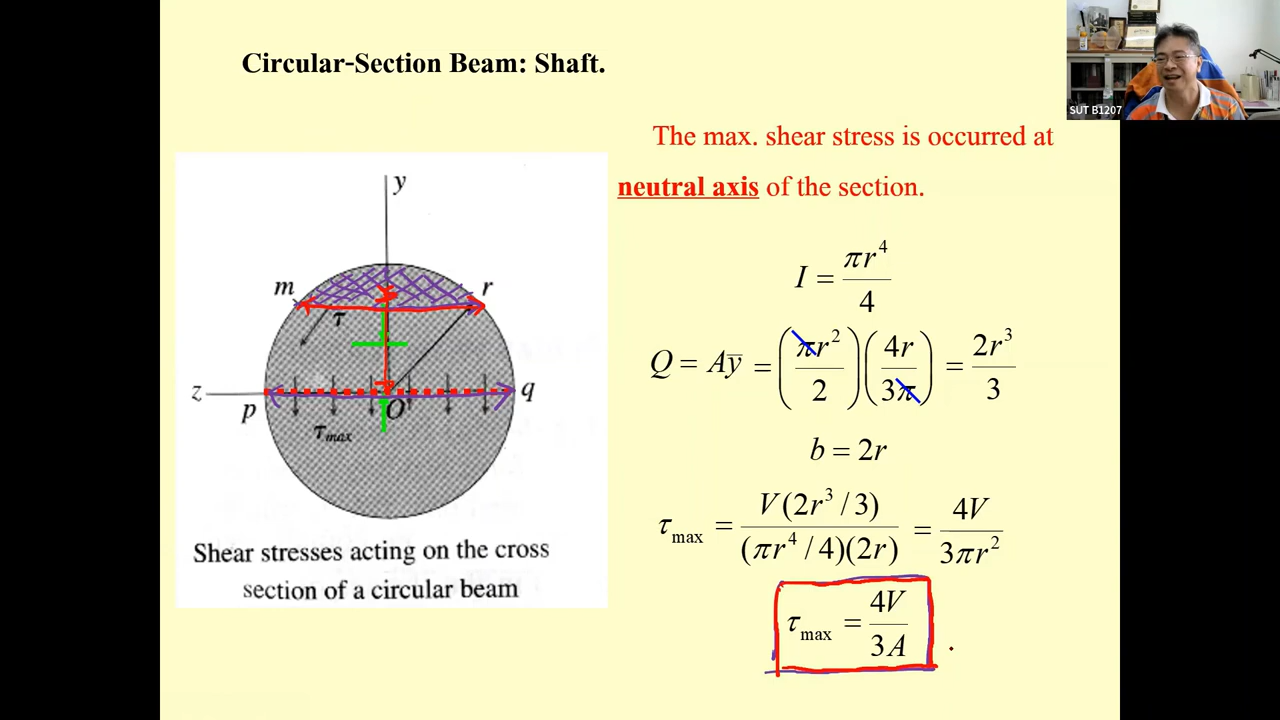 Circular-Section Beam: Shaft.
SUT B1207
The max. shear stress is occurred at
neutral axis of the section.
y
m
r
τ
z
p
O
q
τmax
Shear stresses acting on the cross
section of a circular beam
I = πr⁴/4
Q = Aȳ = (πr²/2)(4r/3π) = 2r³/3
b = 2r
τmax = V(2r³/3)/(πr⁴/4)(2r) = 4V/3πr²
τmax = 4V/3A